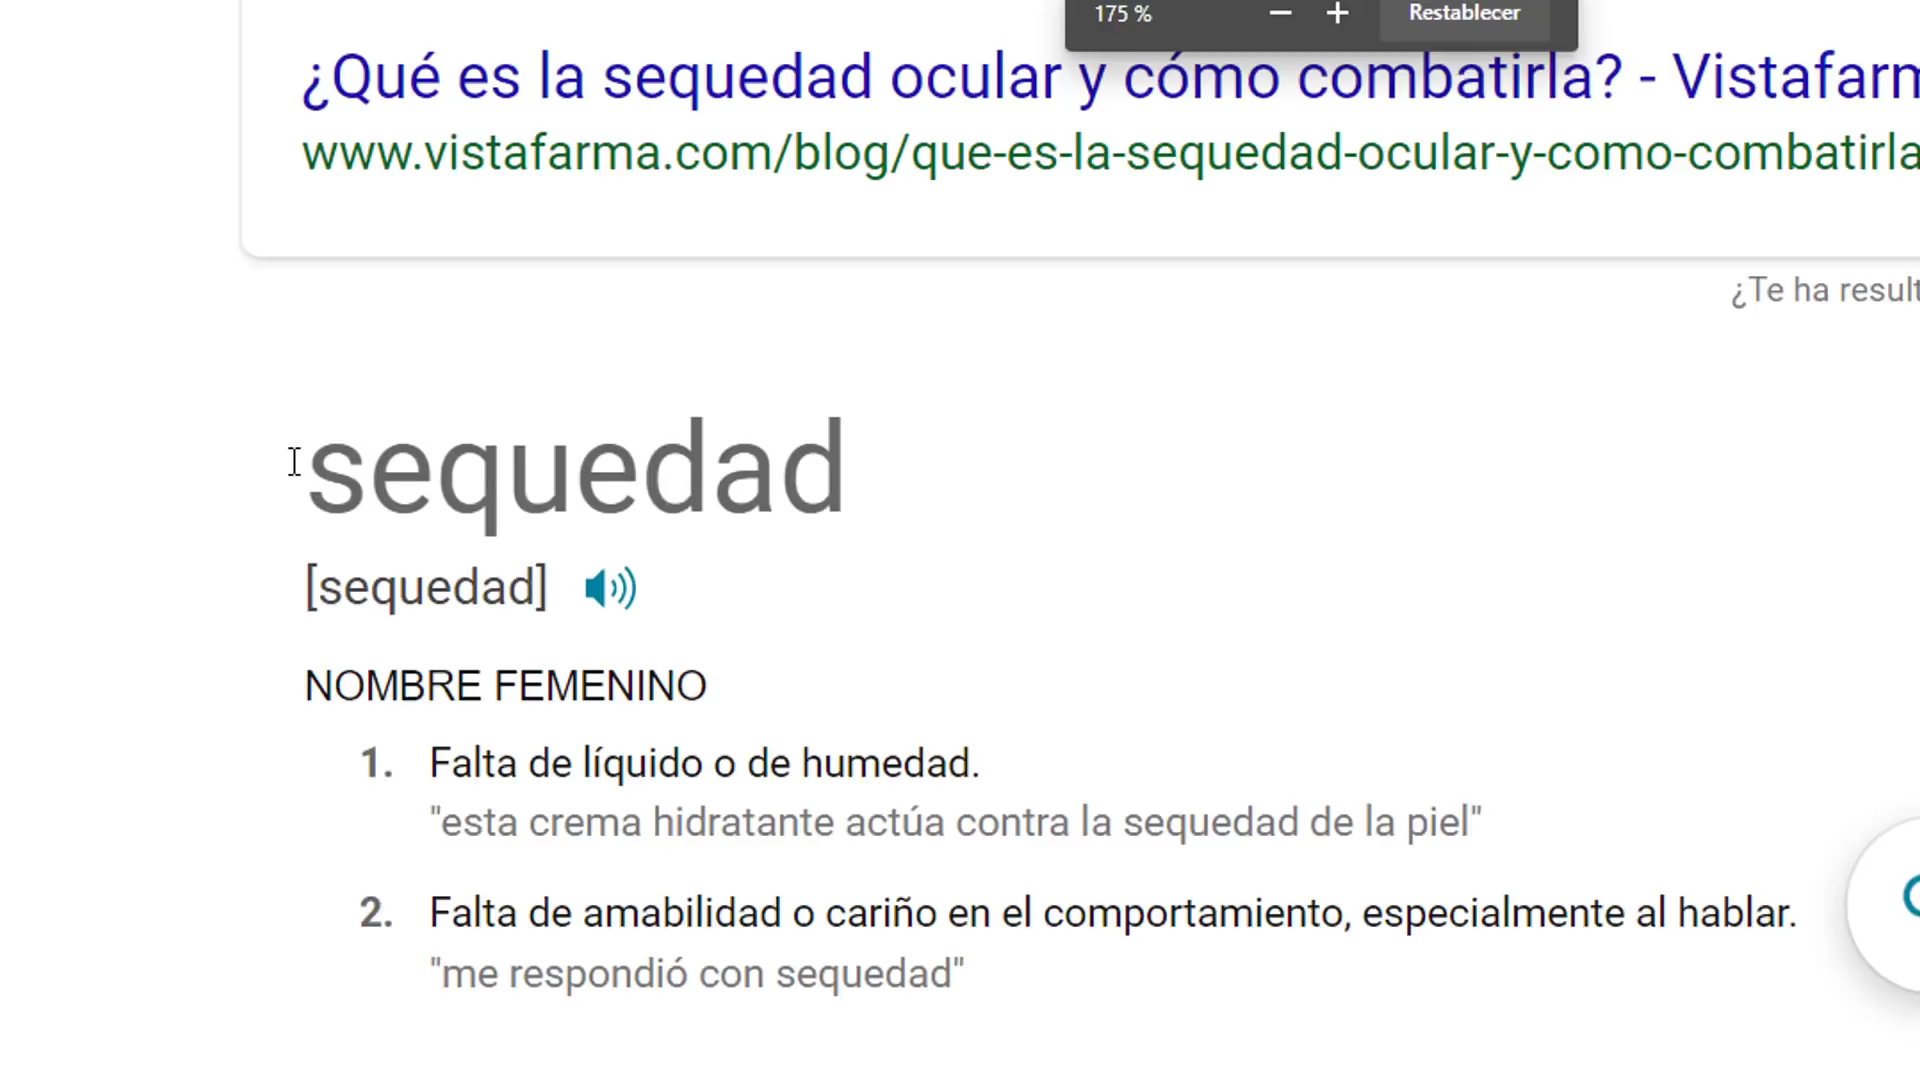 175 % − + Restablecer
¿Qué es la sequedad ocular y cómo combatirla? - Vistafarm
www.vistafarma.com/blog/que-es-la-sequedad-ocular-y-como-combatirla
¿Te ha result
sequedad
[sequedad]
NOMBRE FEMENINO
1. Falta de líquido o de humedad.
"esta crema hidratante actúa contra la sequedad de la piel"
2. Falta de amabilidad o cariño en el comportamiento, especialmente al hablar.
"me respondió con sequedad"